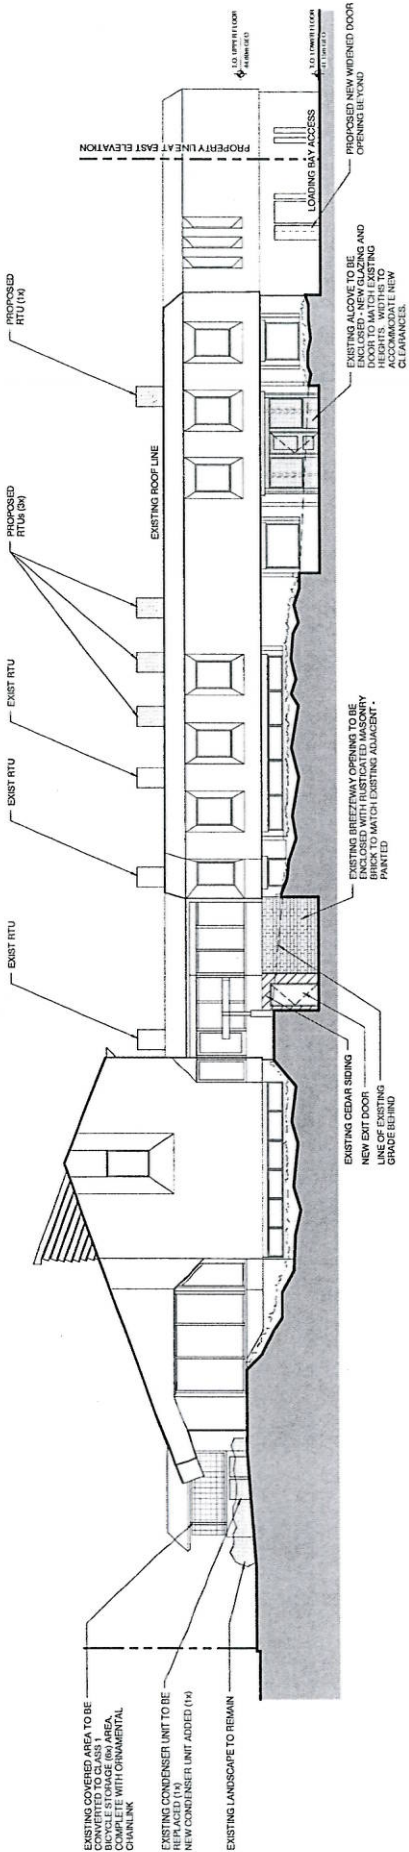 EXISTING COVERED AREA TO BE
CONVERTED TO CLASS 1
BICYCLE STORAGE (6x) AREA.
COMPLETE WITH ORNAMENTAL
CHAINLINK
EXISTING CONDENSER UNIT TO BE
REPLACED (1x)
NEW CONDENSER UNIT ADDED (1x)
EXISTING LANDSCAPE TO REMAIN
EXIST RTU
EXIST RTU
EXIST RTU
PROPOSED
RTUs (3x)
PROPOSED
RTU (1x)
EXISTING ROOF LINE
PROPERTY LINE AT EAST ELEVATION
T.O. UPPER FLOOR
T.O. LOWER FLOOR
LOADING BAY ACCESS
EXISTING CEDAR SIDING
NEW EXIT DOOR
LINE OF EXISTING
GRADE BEHIND
EXISTING BREEZEWAY OPENING TO BE
ENCLOSED WITH RUSTICATED MASONRY
BRICK TO MATCH EXISTING ADJACENT -
PAINTED
EXISTING ALCOVE TO BE
ENCLOSED - NEW GLAZING AND
DOOR TO MATCH EXISTING
HEIGHTS. WIDTHS TO
ACCOMMODATE NEW
CLEARANCES.
PROPOSED NEW WIDENED DOOR
OPENING BEYOND